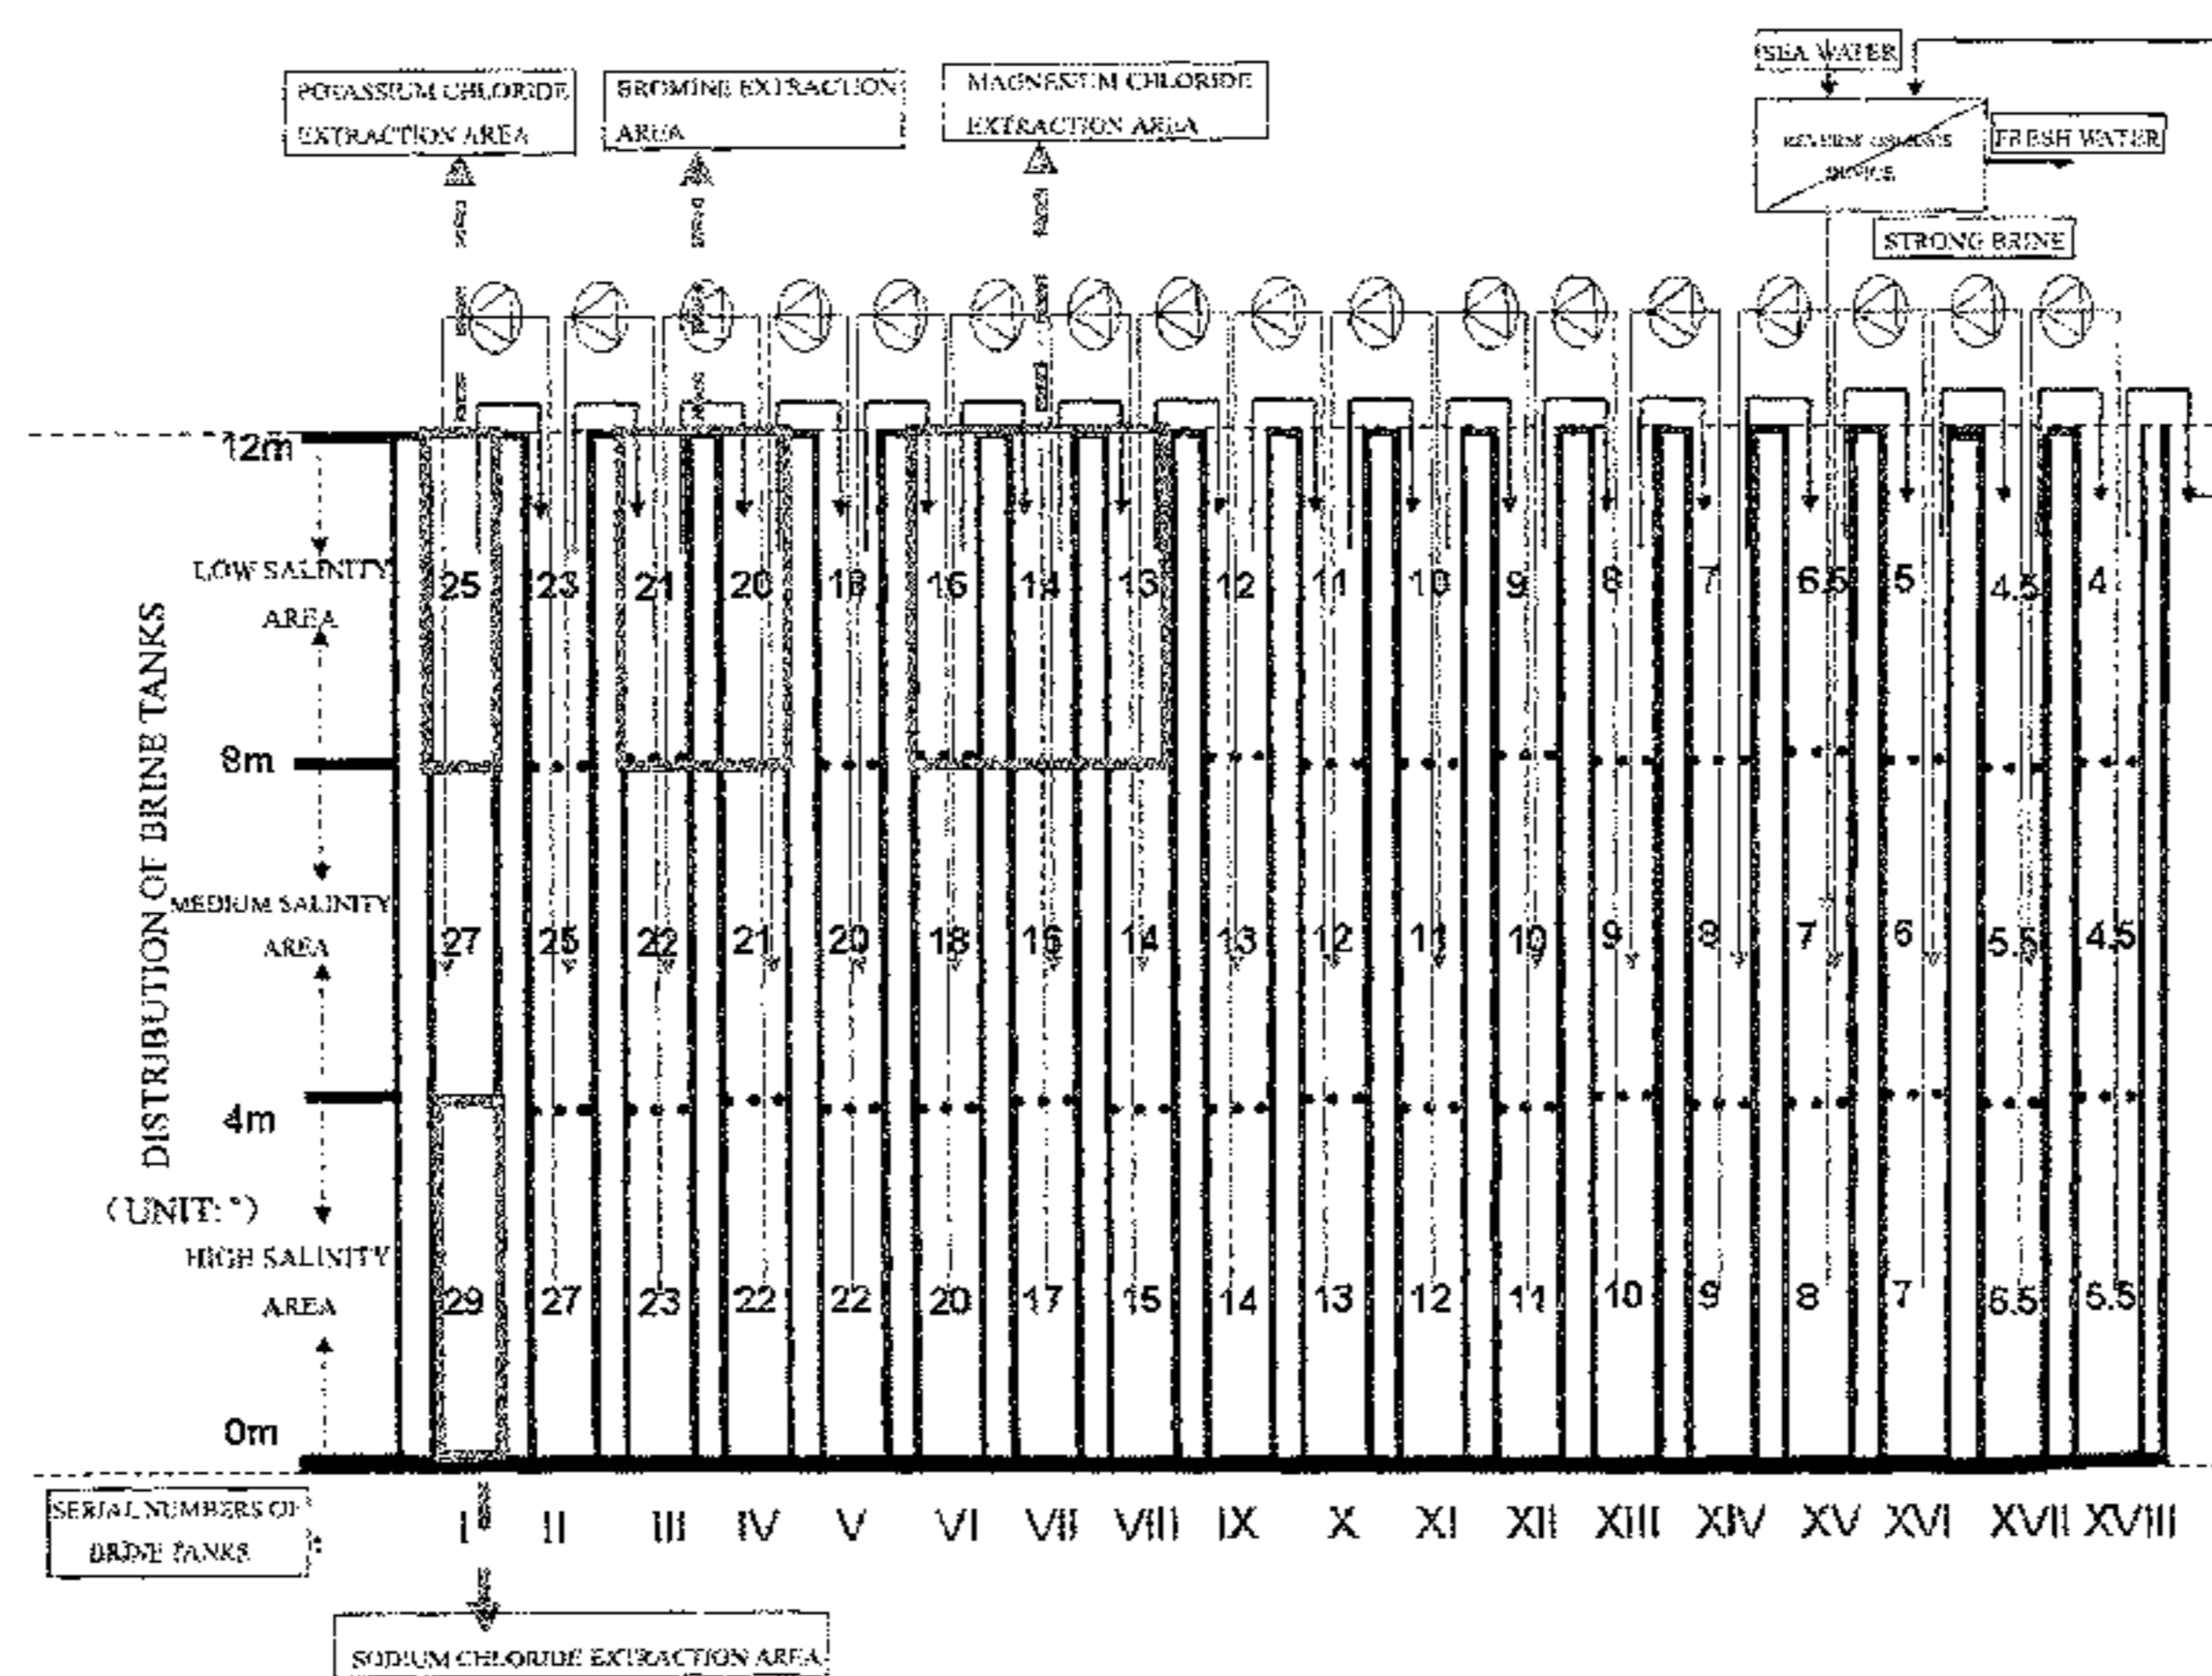 SEA WATER
POTASSIUM CHLORIDE
EXTRACTION AREA
BROMINE EXTRACTION
AREA
MAGNESIUM CHLORIDE
EXTRACTION AREA
REVERSE OSMOSIS
DEVICE
FRESH WATER
STRONG BRINE
12m
LOW SALINITY
AREA
25 23 21 20 18 16 14 13 12 11 10 9 8 7 6.5 5 4.5 4
8m
DISTRIBUTION OF BRINE TANKS
(UNIT: °)
MEDIUM SALINITY
AREA
27 25 22 21 20 18 16 14 13 12 11 10 9 8 7 6 5.5 4.5
4m
HIGH SALINITY
AREA
29 27 23 22 22 20 17 15 14 13 12 11 10 9 8 7 6.5 5.5
0m
SERIAL NUMBERS OF
BRINE TANKS :
I II III IV V VI VII VIII IX X XI XII XIII XIV XV XVI XVII XVIII
SODIUM CHLORIDE EXTRACTION AREA